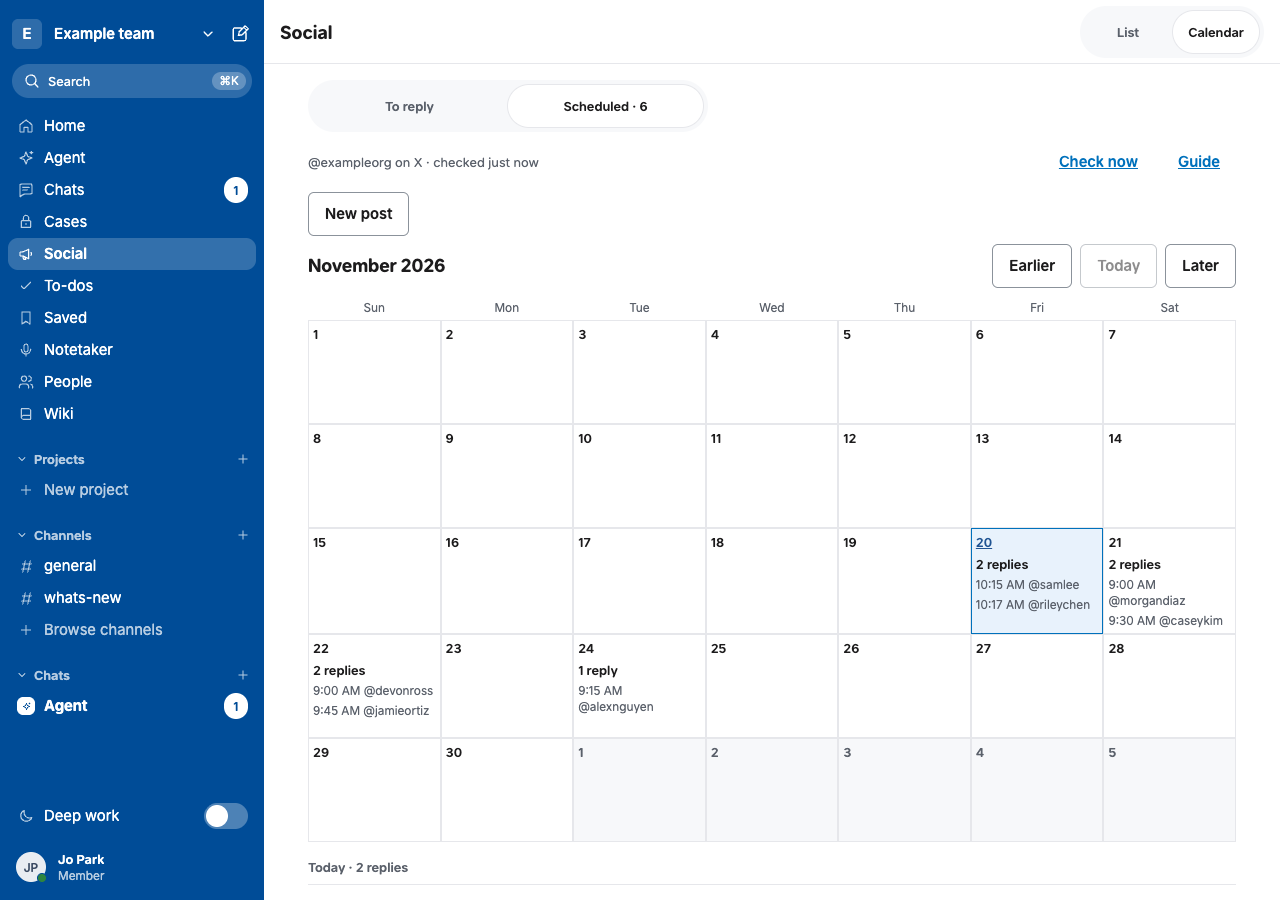 E Example team
Search ⌘K
Home
Agent
Chats 1
Cases
Social
To-dos
Saved
Notetaker
People
Wiki
Projects
New project
Channels
# general
# whats-new
Browse channels
Chats
Agent 1
Deep work
JP Jo Park
Member
Social
List Calendar
To reply Scheduled · 6
@exampleorg on X · checked just now Check now Guide
New post
November 2026 Earlier Today Later
Sun Mon Tue Wed Thu Fri Sat
1 2 3 4 5 6 7
8 9 10 11 12 13 14
15 16 17 18 19 20 21
2 replies 2 replies
10:15 AM @samlee 9:00 AM
10:17 AM @rileychen @morgandiaz
9:30 AM @caseykim
22 23 24 25 26 27 28
2 replies 1 reply
9:00 AM @devonross 9:15 AM
9:45 AM @jamieortiz @alexnguyen
29 30 1 2 3 4 5
Today · 2 replies